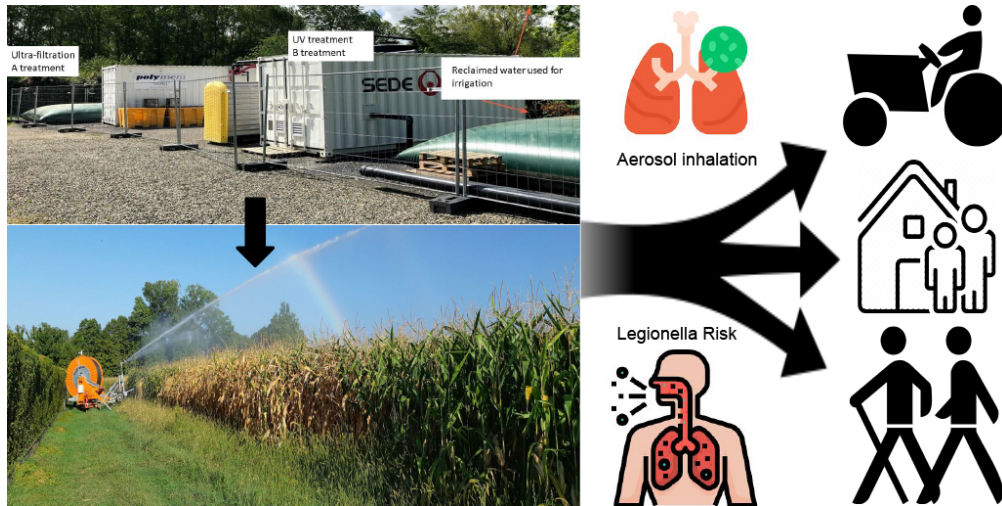 Ultra-filtration
A treatment
polymem
UV treatment
B treatment
SEDE
Reclaimed water used for
irrigation
Aerosol inhalation
Legionella Risk